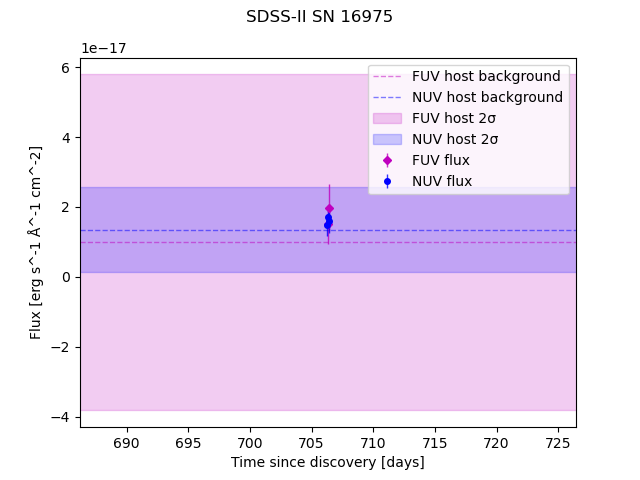 SDSS-II SN 16975
1e−17
FUV host background
NUV host background
FUV host 2σ
NUV host 2σ
FUV flux
NUV flux
6
4
2
0
−2
−4
Flux [erg s^-1 Å^-1 cm^-2]
690 695 700 705 710 715 720 725
Time since discovery [days]